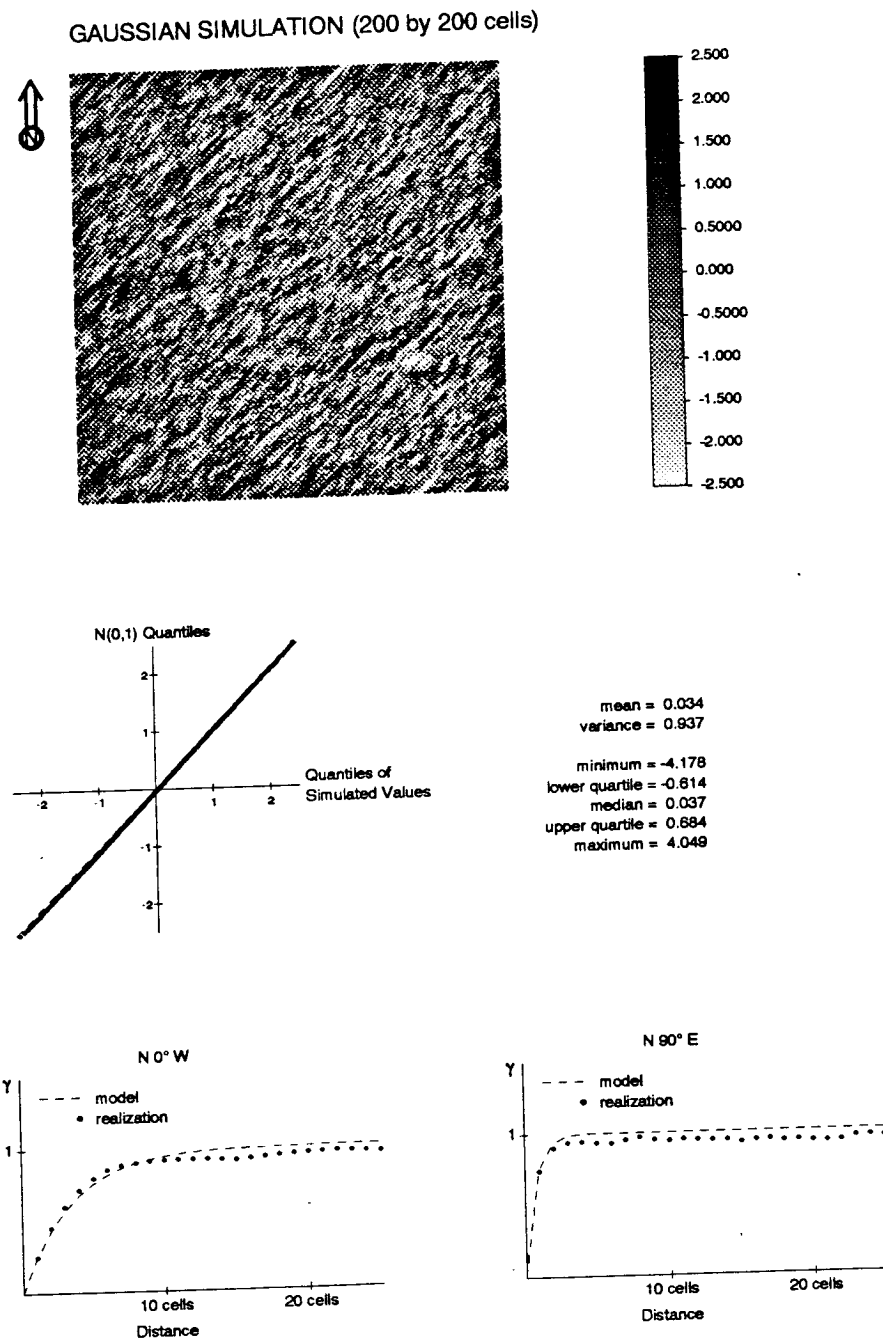 GAUSSIAN SIMULATION (200 by 200 cells)
N
2.500
2.000
1.500
1.000
0.5000
0.000
-0.5000
-1.000
-1.500
-2.000
-2.500
N(0,1) Quantiles
2
1
-2
-1
1
2
-1
-2
Quantiles of
Simulated Values
mean = 0.034
variance = 0.937
minimum = -4.178
lower quartile = -0.614
median = 0.037
upper quartile = 0.684
maximum = 4.049
N 0° W
γ
model
realization
1
10 cells
20 cells
Distance
N 90° E
γ
model
realization
1
10 cells
20 cells
Distance